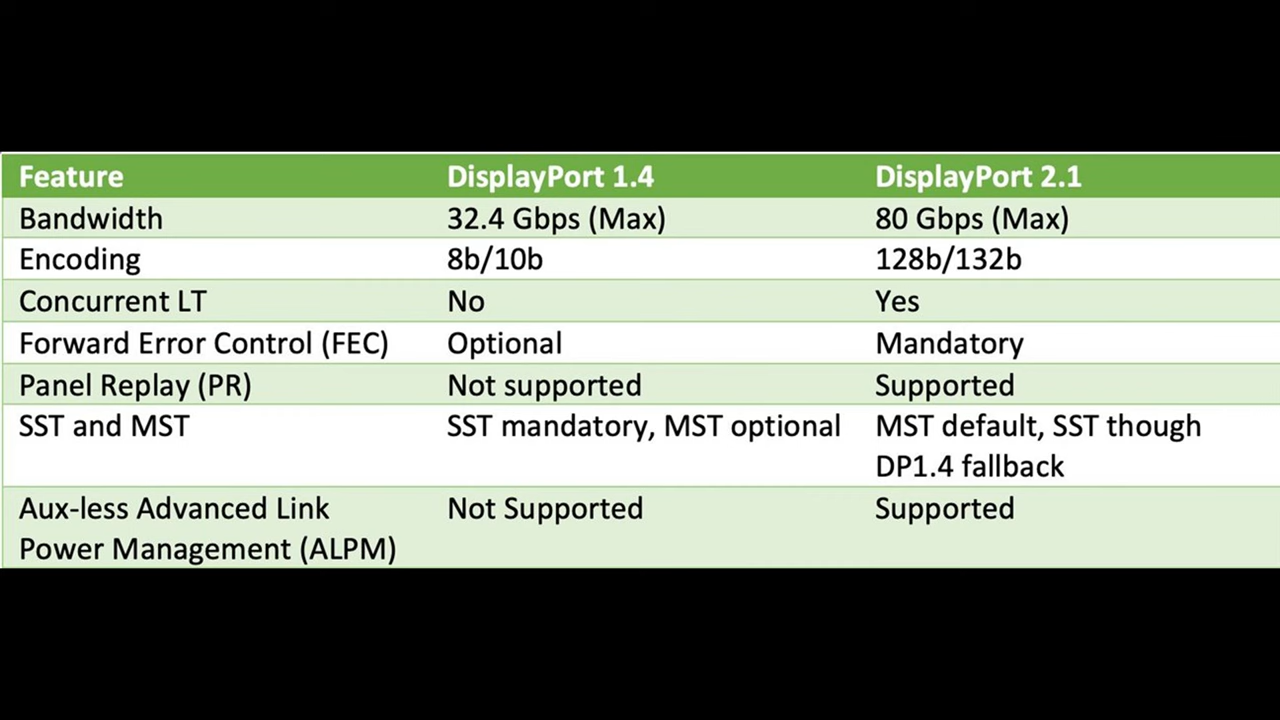 Feature DisplayPort 1.4 DisplayPort 2.1
Bandwidth 32.4 Gbps (Max) 80 Gbps (Max)
Encoding 8b/10b 128b/132b
Concurrent LT No Yes
Forward Error Control (FEC) Optional Mandatory
Panel Replay (PR) Not supported Supported
SST and MST SST mandatory, MST optional MST default, SST though
DP1.4 fallback
Aux-less Advanced Link Not Supported Supported
Power Management (ALPM)